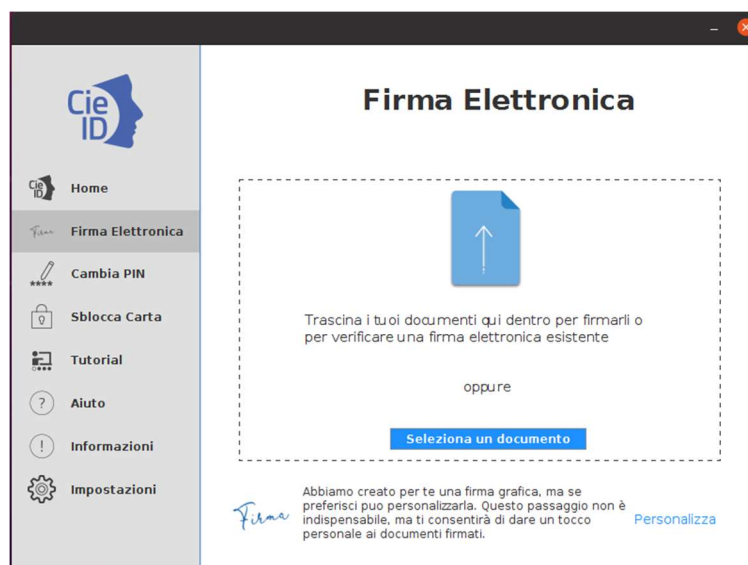 Cie
ID
Home
Firma Elettronica
Cambia PIN
Sblocca Carta
Tutorial
Aiuto
Informazioni
Impostazioni
Firma Elettronica
Trascina i tuoi documenti qui dentro per firmarli o
per verificare una firma elettronica esistente
oppure
Seleziona un documento
Firma
Abbiamo creato per te una firma grafica, ma se
preferisci puo personalizzarla. Questo passaggio non è
indispensabile, ma ti consentirà di dare un tocco
personale ai documenti firmati.
Personalizza